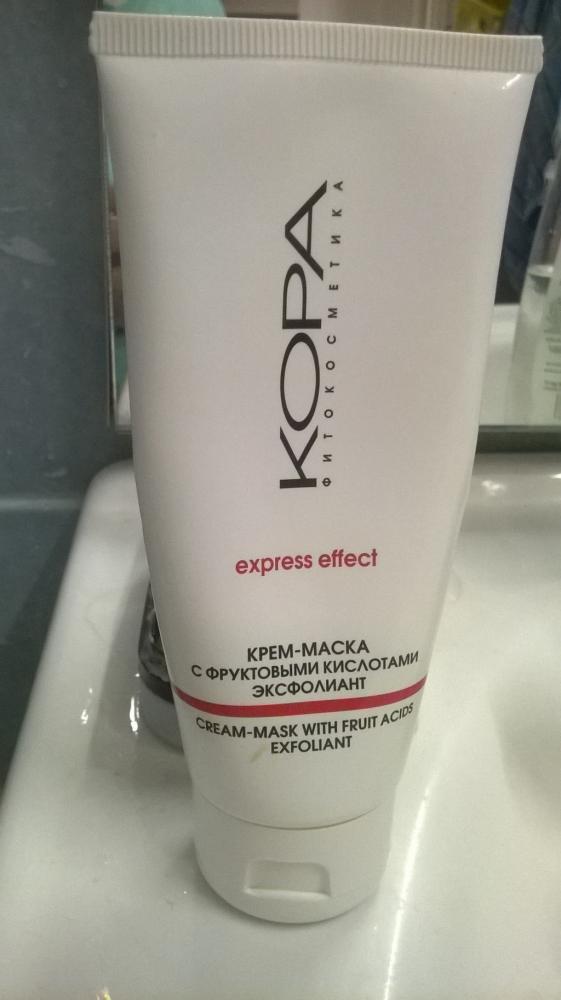 КОРА
ФИТОКОСМЕТИКА
express effect
КРЕМ-МАСКА
С ФРУКТОВЫМИ КИСЛОТАМИ
ЭКСФОЛИАНТ
CREAM-MASK WITH FRUIT ACIDS
EXFOLIANT